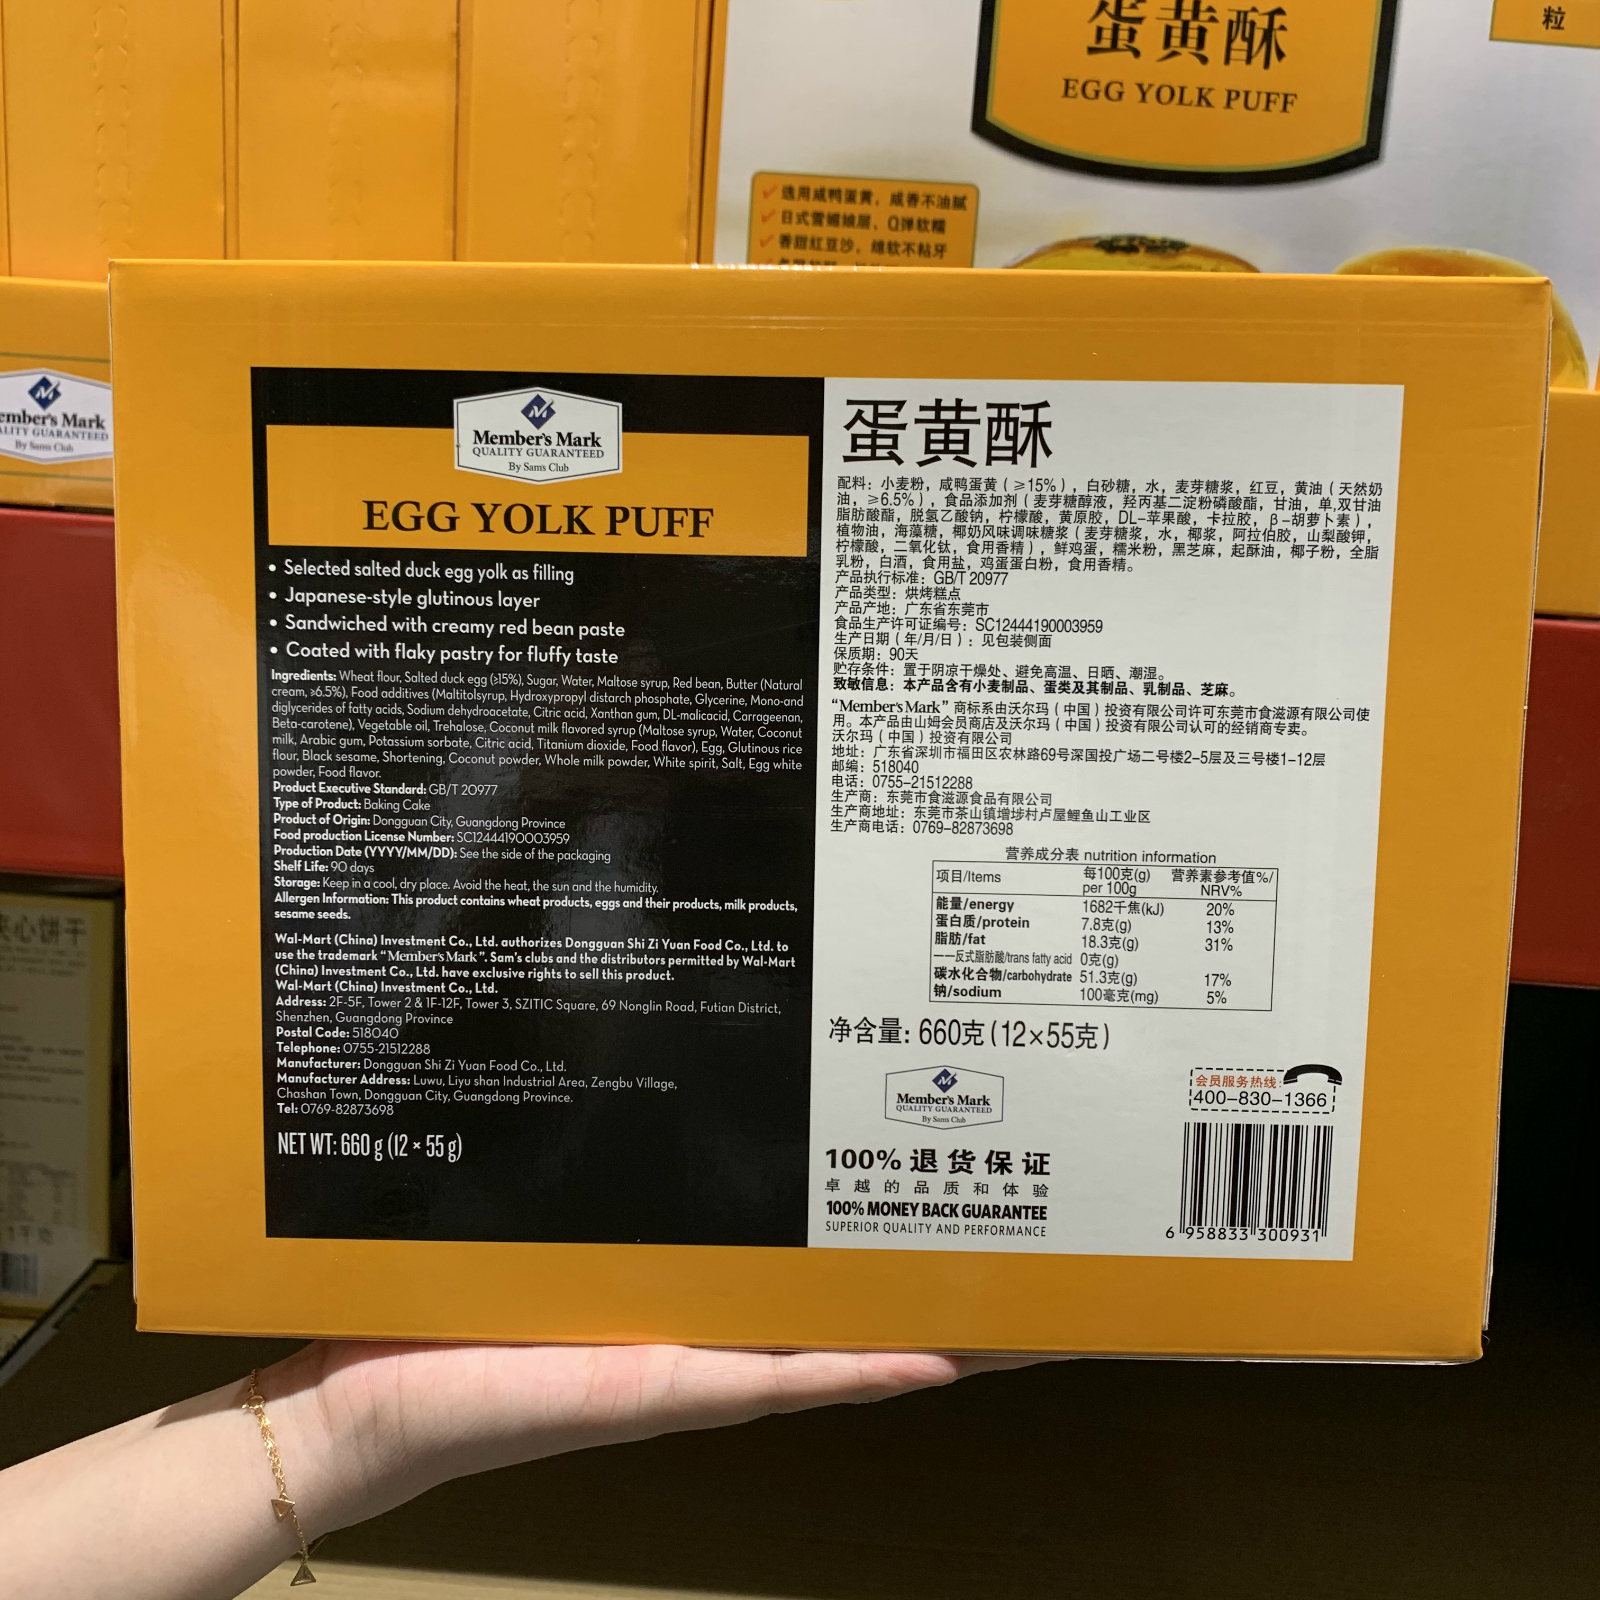 蛋黄酥
EGG YOLK PUFF
粒
选用咸鸭蛋黄，咸香不油腻
日式雪媚娘层，Q弹软糯
香甜红豆沙，绵软不粘牙
ember's Mark
ALITY GUARANTEED
By Sam's Club
夹心饼干
Member's Mark
QUALITY GUARANTEED
By Sam's Club
EGG YOLK PUFF
• Selected salted duck egg yolk as filling
• Japanese-style glutinous layer
• Sandwiched with creamy red bean paste
• Coated with flaky pastry for fluffy taste
Ingredients: Wheat flour, Salted duck egg (≥15%), Sugar, Water, Maltose syrup, Red bean, Butter (Natural
cream, ≥6.5%), Food additives (Maltitolsyrup, Hydroxypropyl distarch phosphate, Glycerine, Mono-and
diglycerides of fatty acids, Sodium dehydroacetate, Citric acid, Xanthan gum, DL-malicacid, Carrageenan,
Beta-carotene), Vegetable oil, Trehalose, Coconut milk flavored syrup (Maltose syrup, Water, Coconut
milk, Arabic gum, Potassium sorbate, Citric acid, Titanium dioxide, Food flavor), Egg, Glutinous rice
flour, Black sesame, Shortening, Coconut powder, Whole milk powder, White spirit, Salt, Egg white
powder, Food flavor.
Product Executive Standard: GB/T 20977
Type of Product: Baking Cake
Product of Origin: Dongguan City, Guangdong Province
Food production License Number: SC12444190003959
Production Date (YYYY/MM/DD): See the side of the packaging
Shelf Life: 90 days
Storage: Keep in a cool, dry place. Avoid the heat, the sun and the humidity.
Allergen Information: This product contains wheat products, eggs and their products, milk products,
sesame seeds.
Wal-Mart (China) Investment Co., Ltd. authorizes Dongguan Shi Zi Yuan Food Co., Ltd. to
use the trademark “Member's Mark”. Sam's clubs and the distributors permitted by Wal-Mart
(China) Investment Co., Ltd. have exclusive rights to sell this product.
Wal-Mart (China) Investment Co., Ltd.
Address: 2F-5F, Tower 2 & 1F-12F, Tower 3, SZITIC Square, 69 Nonglin Road, Futian District,
Shenzhen, Guangdong Province
Postal Code: 518040
Telephone: 0755-21512288
Manufacturer: Dongguan Shi Zi Yuan Food Co., Ltd.
Manufacturer Address: Luwu, Liyu shan Industrial Area, Zengbu Village,
Chashan Town, Dongguan City, Guangdong Province.
Tel: 0769-82873698
NET WT: 660 g (12 × 55 g)
蛋黄酥
配料：小麦粉，咸鸭蛋黄（≥15%），白砂糖，水，麦芽糖浆，红豆，黄油（天然奶
油，≥6.5%），食品添加剂（麦芽糖醇液，羟丙基二淀粉磷酸酯，甘油，单,双甘油
脂肪酸酯，脱氢乙酸钠，柠檬酸，黄原胶，DL-苹果酸，卡拉胶，β-胡萝卜素），
植物油，海藻糖，椰奶风味调味糖浆（麦芽糖浆，水，椰浆，阿拉伯胶，山梨酸钾，
柠檬酸，二氧化钛，食用香精），鲜鸡蛋，糯米粉，黑芝麻，起酥油，椰子粉，全脂
乳粉，白酒，食用盐，鸡蛋蛋白粉，食用香精。
产品执行标准：GB/T 20977
产品类型：烘烤糕点
产品产地：广东省东莞市
食品生产许可证编号：SC12444190003959
生产日期（年/月/日）：见包装侧面
保质期：90天
贮存条件：置于阴凉干燥处、避免高温、日晒、潮湿。
致敏信息：本产品含有小麦制品、蛋类及其制品、乳制品、芝麻。
“Member's Mark”商标系由沃尔玛（中国）投资有限公司许可东莞市食滋源有限公司使
用。本产品由山姆会员商店及沃尔玛（中国）投资有限公司认可的经销商专卖。
沃尔玛（中国）投资有限公司
地址：广东省深圳市福田区农林路69号深国投广场二号楼2-5层及三号楼1-12层
邮编：518040
电话：0755-21512288
生产商：东莞市食滋源食品有限公司
生产商地址：东莞市茶山镇增埗村卢屋鲤鱼山工业区
生产商电话：0769-82873698
营养成分表 nutrition information
项目/Items 每100克(g) per 100g 营养素参考值%/NRV%
能量/energy 1682千焦(kJ) 20%
蛋白质/protein 7.8克(g) 13%
脂肪/fat 18.3克(g) 31%
——反式脂肪酸/trans fatty acid 0克(g)
碳水化合物/carbohydrate 51.3克(g) 17%
钠/sodium 100毫克(mg) 5%
净含量：660克（12×55克）
Member's Mark
QUALITY GUARANTEED
By Sam's Club
会员服务热线：
400-830-1366
100% 退货保证
卓越的品质和体验
100% MONEY BACK GUARANTEE
SUPERIOR QUALITY AND PERFORMANCE
6 958833 300931